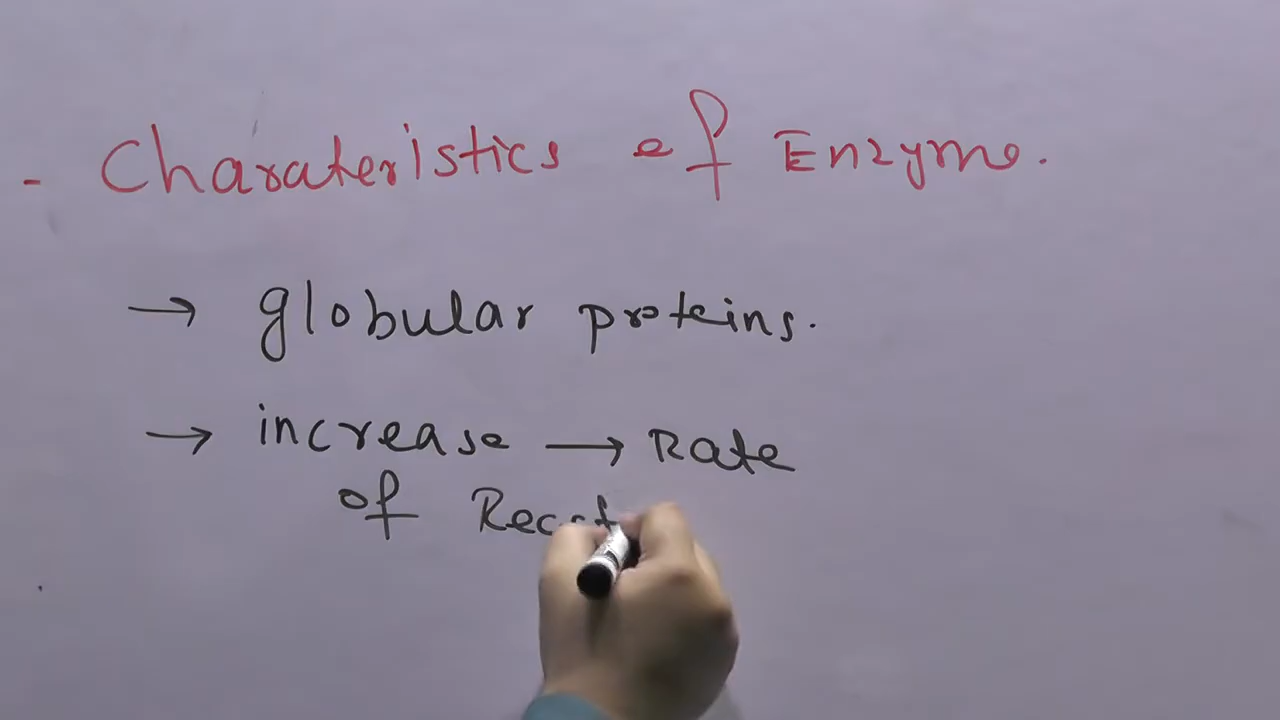 - Charateristics of Enzyme.
→ globular proteins.
→ increase → Rate
of